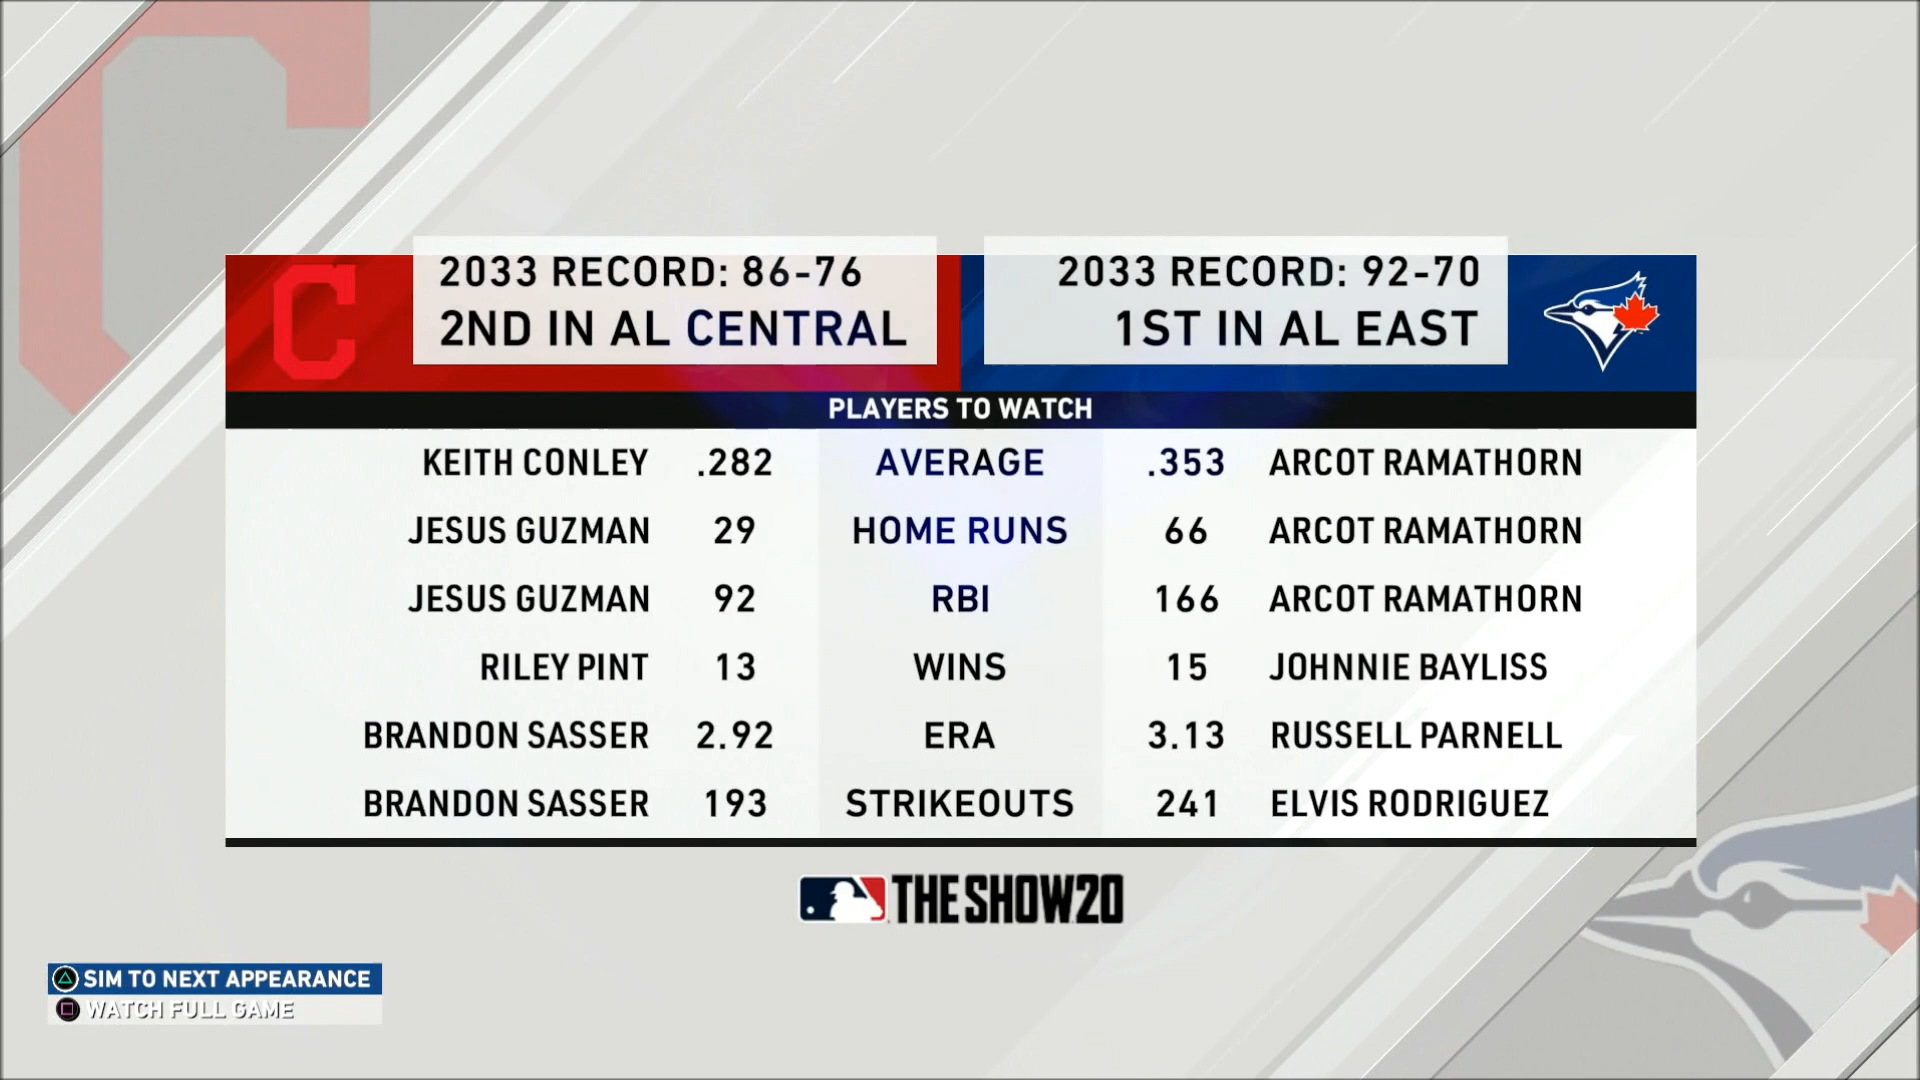 2033 RECORD: 86-76
2ND IN AL CENTRAL
2033 RECORD: 92-70
1ST IN AL EAST
PLAYERS TO WATCH
KEITH CONLEY .282 AVERAGE .353 ARCOT RAMATHORN
JESUS GUZMAN 29 HOME RUNS 66 ARCOT RAMATHORN
JESUS GUZMAN 92 RBI 166 ARCOT RAMATHORN
RILEY PINT 13 WINS 15 JOHNNIE BAYLISS
BRANDON SASSER 2.92 ERA 3.13 RUSSELL PARNELL
BRANDON SASSER 193 STRIKEOUTS 241 ELVIS RODRIGUEZ
THE SHOW20
SIM TO NEXT APPEARANCE
WATCH FULL GAME